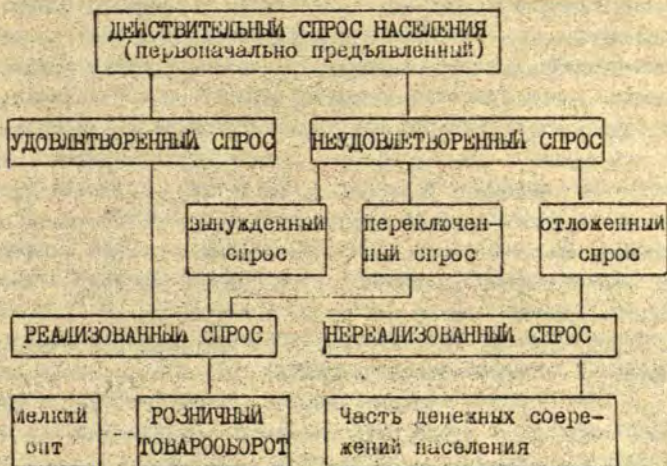 ДЕЙСТВИТЕЛЬНЫЙ СПРОС НАСЕЛЕНИЯ
(первоначально предъявленный)
УДОВЛЕТВОРЕННЫЙ СПРОС
НЕУДОВЛЕТВОРЕННЫЙ СПРОС
вынужденный
спрос
переключен-
ный спрос
отложенный
спрос
РЕАЛИЗОВАННЫЙ СПРОС
НЕРЕАЛИЗОВАННЫЙ СПРОС
мелкий
опт
РОЗНИЧНЫЙ
ТОВАРООБОРОТ
Часть денежных сбере-
жений населения